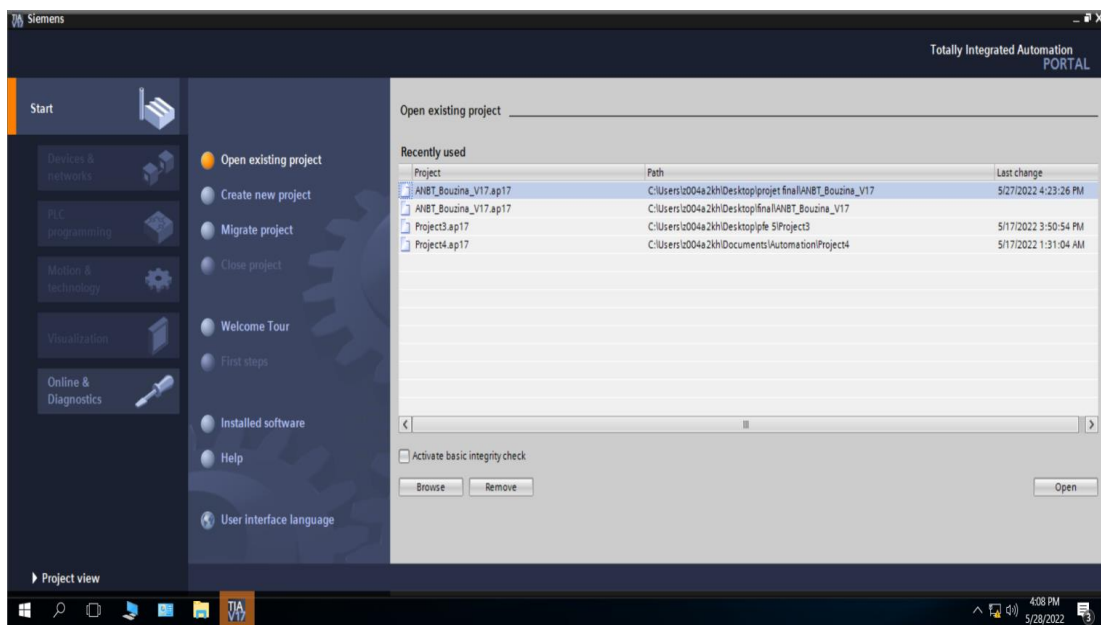 Siemens
Totally Integrated Automation
PORTAL
Start
Devices &
networks
PLC
programming
Motion &
technology
Visualization
Online &
Diagnostics
Open existing project
Create new project
Migrate project
Close project
Welcome Tour
First steps
Installed software
Help
User interface language
Open existing project
Recently used
Project Path Last change
ANBT_Bouzina_V17.ap17 C:\Users\z004a2kh\Desktop\projet final\ANBT_Bouzina_V17 5/27/2022 4:23:26 PM
ANBT_Bouzina_V17.ap17 C:\Users\z004a2kh\Desktop\final\ANBT_Bouzina_V17
Project3.ap17 C:\Users\z004a2kh\Desktop\pfe 5\Project3 5/17/2022 3:50:54 PM
Project4.ap17 C:\Users\z004a2kh\Documents\Automation\Project4 5/17/2022 1:31:04 AM
Activate basic integrity check
Browse Remove Open
Project view
TIA
V17
4:08 PM
5/28/2022
3